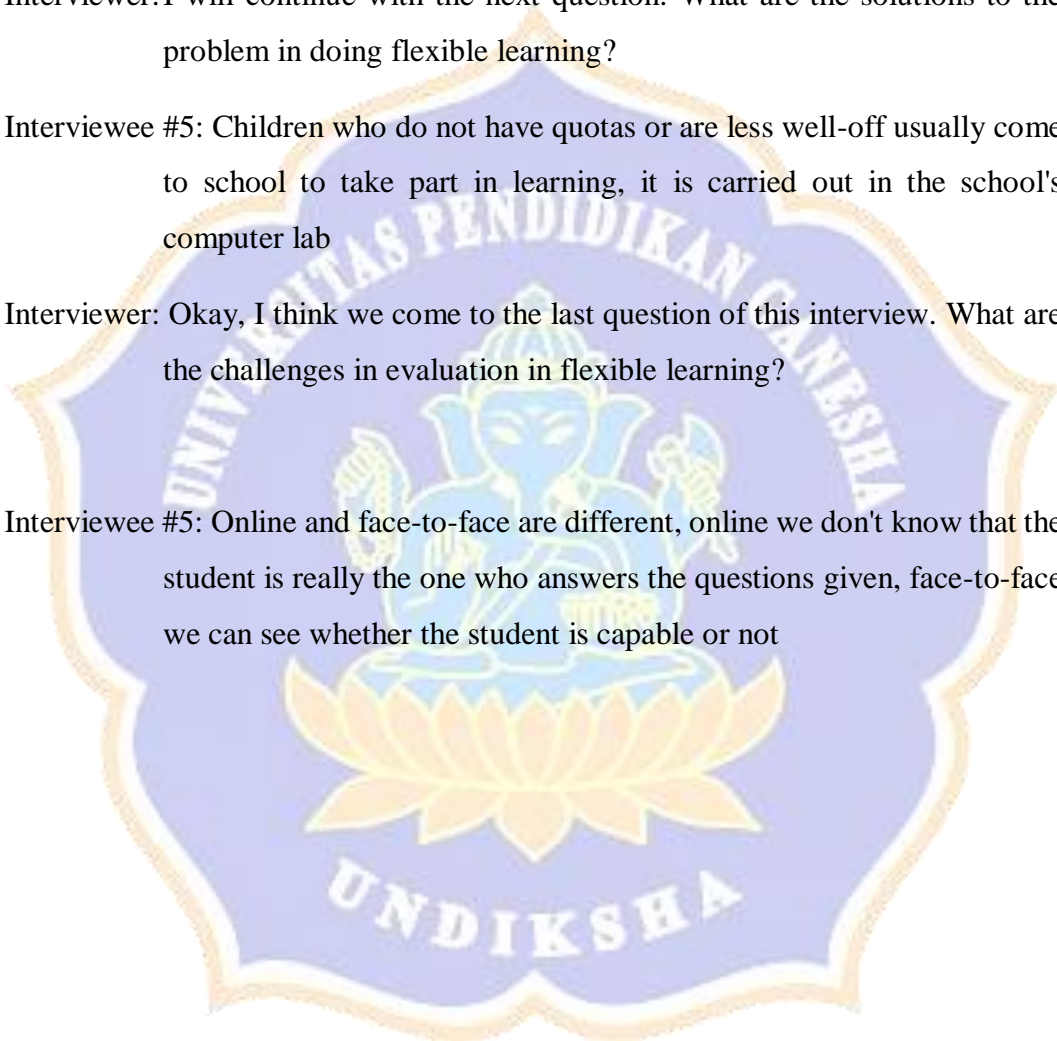 Interviewer: I will continue with the next question. What are the solutions to the
problem in doing flexible learning?
Interviewee #5: Children who do not have quotas or are less well-off usually come
to school to take part in learning, it is carried out in the school's
computer lab
Interviewer: Okay, I think we come to the last question of this interview. What are
the challenges in evaluation in flexible learning?
Interviewee #5: Online and face-to-face are different, online we don't know that the
student is really the one who answers the questions given, face-to-face
we can see whether the student is capable or not
UNIVERSITAS PENDIDIKAN GANESHA
UNDIKSHA